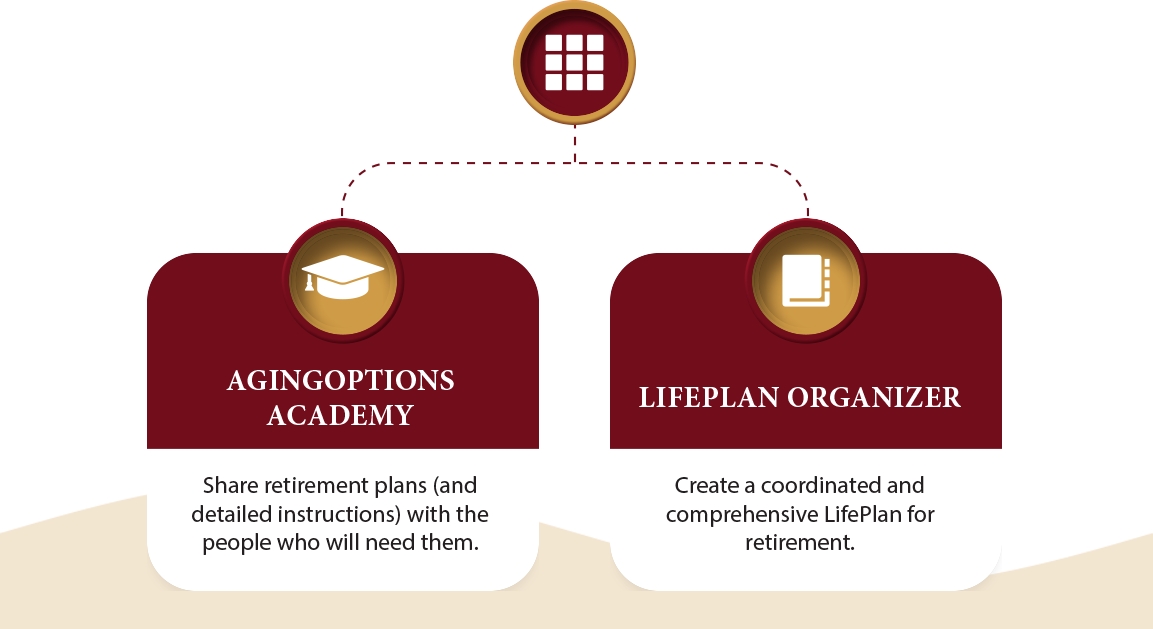 AGINGOPTIONS
ACADEMY
Share retirement plans (and
detailed instructions) with the
people who will need them.
LIFEPLAN ORGANIZER
Create a coordinated and
comprehensive LifePlan for
retirement.